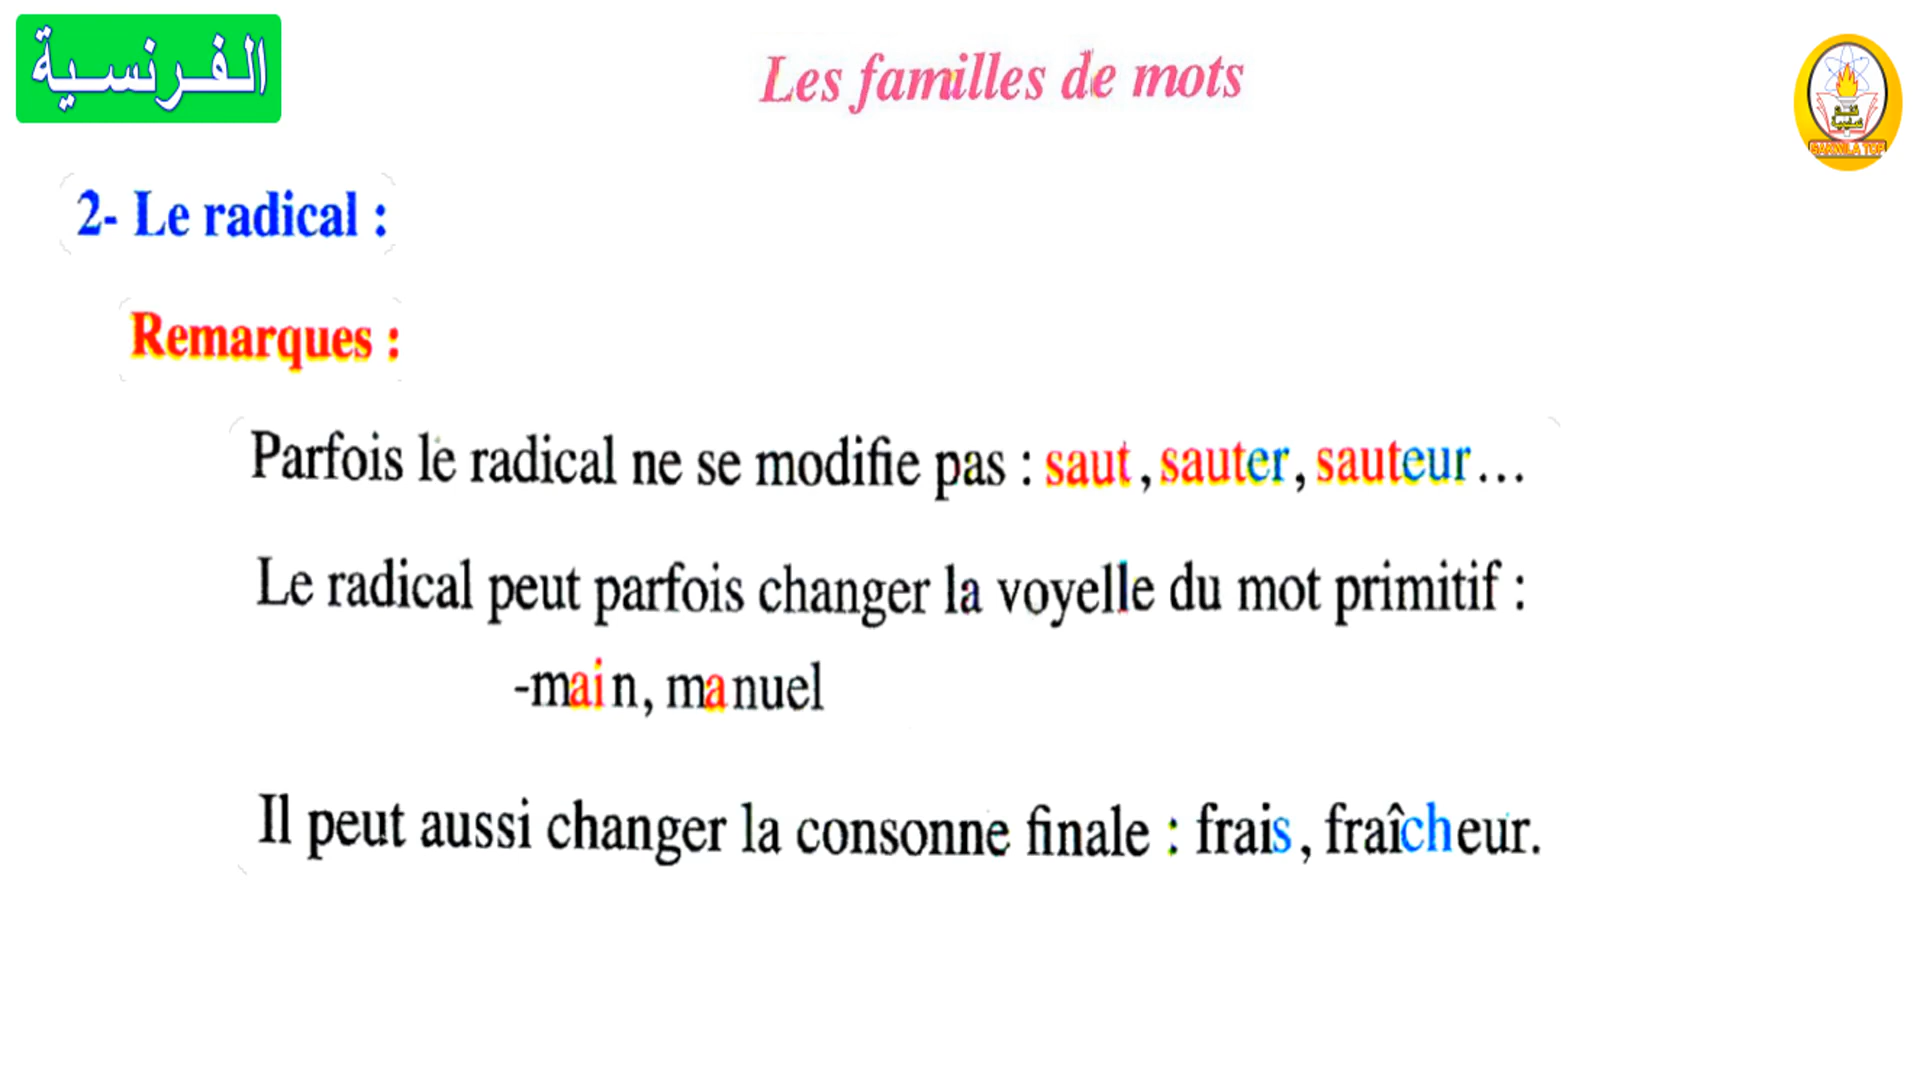 الفرنسية
Les familles de mots
2- Le radical :
Remarques :
Parfois le radical ne se modifie pas : saut, sauter, sauteur...
Le radical peut parfois changer la voyelle du mot primitif :
-main, manuel
Il peut aussi changer la consonne finale : frais, fraîcheur.